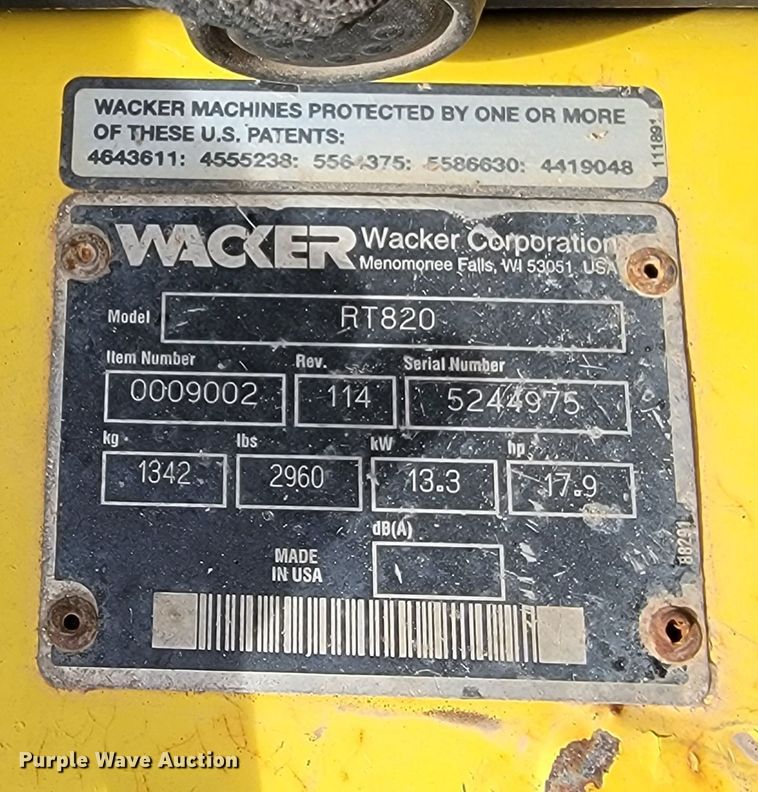 WACKER MACHINES PROTECTED BY ONE OR MORE
OF THESE U.S. PATENTS:
4643611: 4555238: 5564375: 5586630: 4419048
111891
WACKER Wacker Corporation
Menomonee Falls, WI 53051 USA
Model RT820
Item Number Rev. Serial Number
0009002 114 5244975
kg lbs kW hp
1342 2960 13.3 17.9
dB(A)
MADE
IN USA
88291
Purple Wave Auction